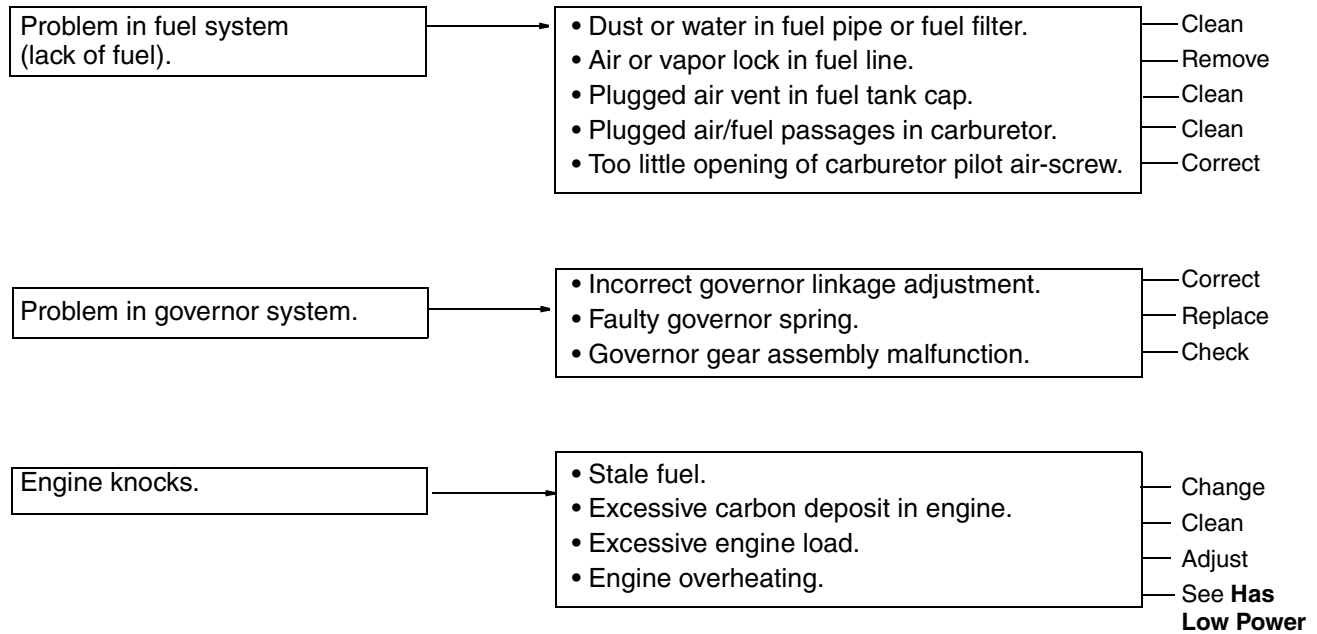 Problem in fuel system
(lack of fuel).
• Dust or water in fuel pipe or fuel filter.
Clean
• Air or vapor lock in fuel line.
Remove
• Plugged air vent in fuel tank cap.
Clean
• Plugged air/fuel passages in carburetor.
Clean
• Too little opening of carburetor pilot air-screw.
Correct
Problem in governor system.
• Incorrect governor linkage adjustment.
Correct
• Faulty governor spring.
Replace
• Governor gear assembly malfunction.
Check
Engine knocks.
• Stale fuel.
Change
• Excessive carbon deposit in engine.
Clean
• Excessive engine load.
Adjust
• Engine overheating.
See Has
Low Power